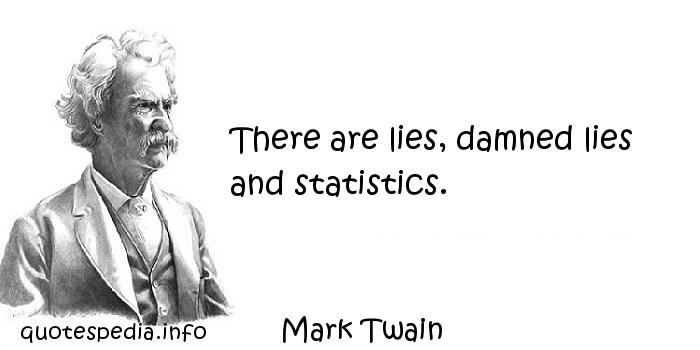 There are lies, damned lies
and statistics.
quotespedia.info
Mark Twain